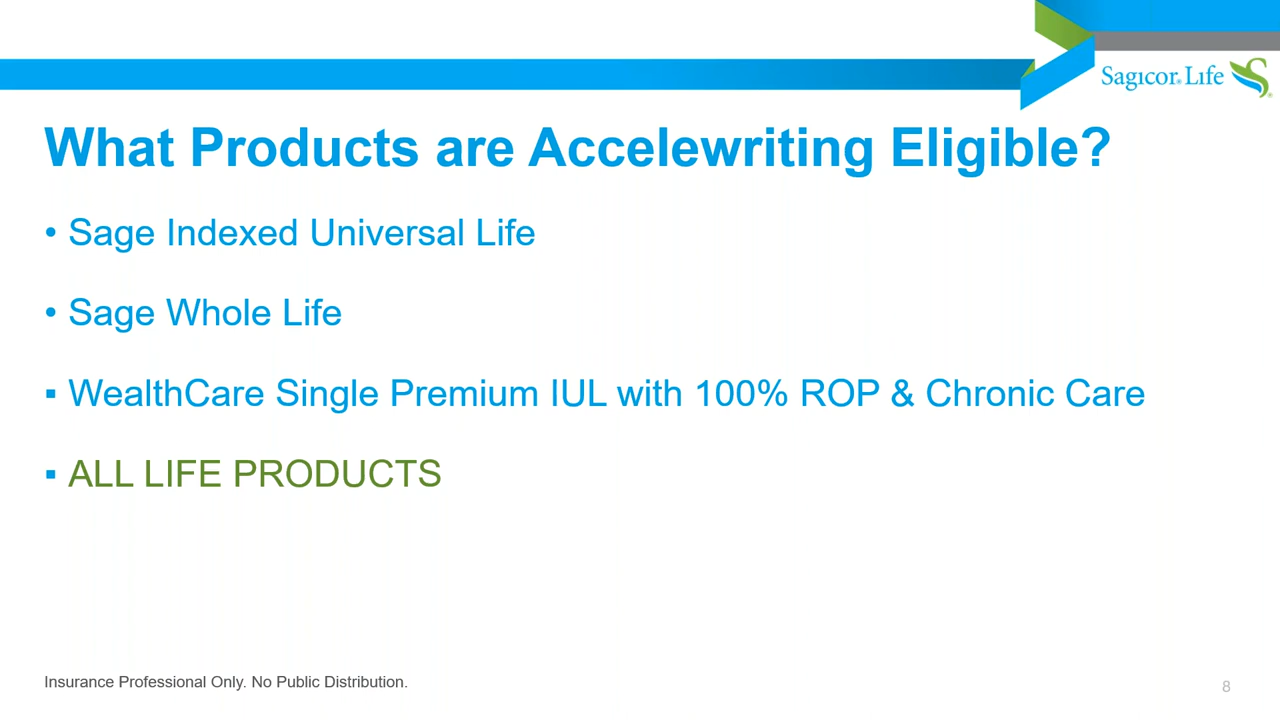 Sagicor® Life
What Products are Accelewriting Eligible?
• Sage Indexed Universal Life
• Sage Whole Life
▪ WealthCare Single Premium IUL with 100% ROP & Chronic Care
▪ ALL LIFE PRODUCTS
Insurance Professional Only. No Public Distribution.
8